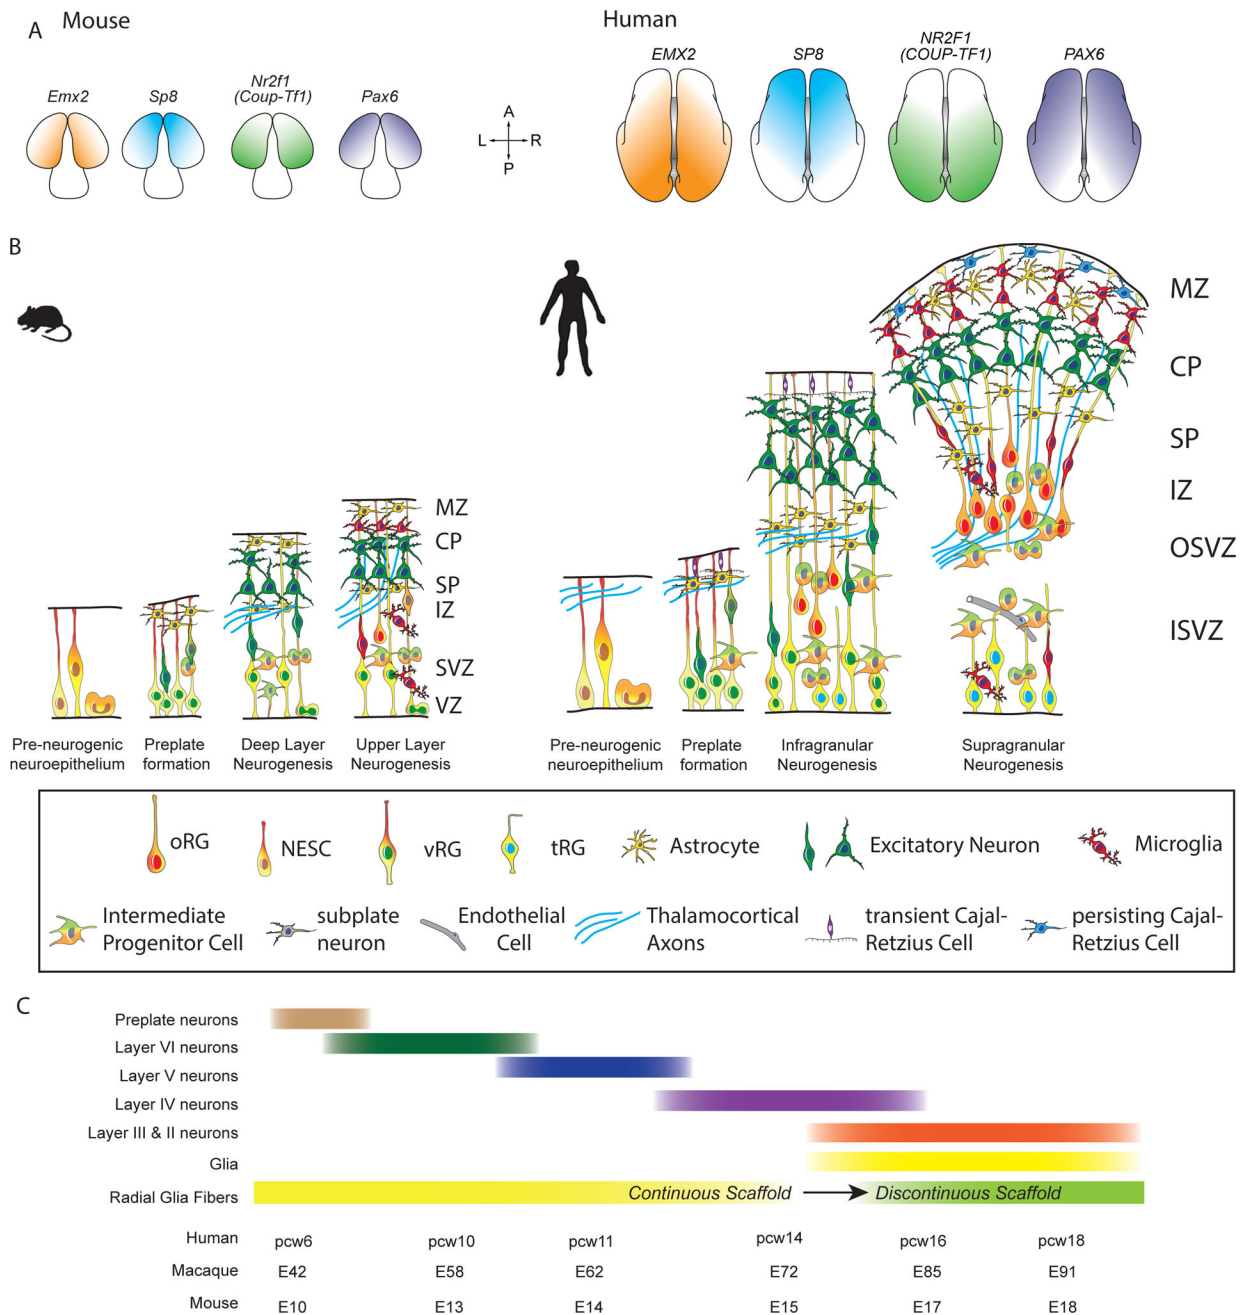 A
Mouse
Human
Emx2
Sp8
Nr2f1
(Coup-Tf1)
Pax6
A
L
R
P
EMX2
SP8
NR2F1
(COUP-TF1)
PAX6
B
MZ
CP
SP
IZ
SVZ
VZ
MZ
CP
SP
IZ
OSVZ
ISVZ
Pre-neurogenic
neuroepithelium
Preplate
formation
Deep Layer
Neurogenesis
Upper Layer
Neurogenesis
Pre-neurogenic
neuroepithelium
Preplate
formation
Infragranular
Neurogenesis
Supragranular
Neurogenesis
oRG
NESC
vRG
tRG
Astrocyte
Excitatory Neuron
Microglia
Intermediate
Progenitor Cell
subplate
neuron
Endothelial
Cell
Thalamocortical
Axons
transient Cajal-
Retzius Cell
persisting Cajal-
Retzius Cell
C
Preplate neurons
Layer VI neurons
Layer V neurons
Layer IV neurons
Layer III & II neurons
Glia
Radial Glia Fibers
Continuous Scaffold
Discontinuous Scaffold
Human pcw6 pcw10 pcw11 pcw14 pcw16 pcw18
Macaque E42 E58 E62 E72 E85 E91
Mouse E10 E13 E14 E15 E17 E18